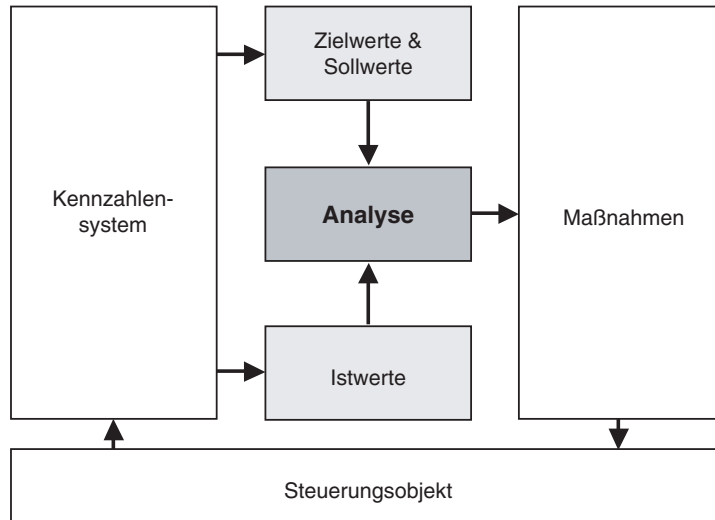 Zielwerte &
Sollwerte
Kennzahlen-
system
Analyse
Maßnahmen
Istwerte
Steuerungsobjekt